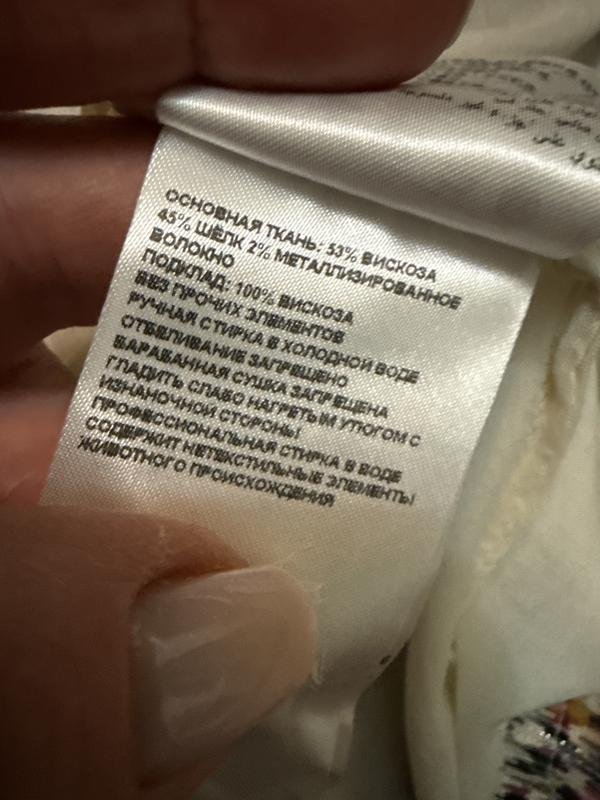 ОСНОВНАЯ ТКАНЬ: 53% ВИСКОЗА
45% ШЁЛК 2% МЕТАЛЛИЗИРОВАННОЕ
ВОЛОКНО
ПОДКЛАД: 100% ВИСКОЗА
БЕЗ ПРОЧИХ ЭЛЕМЕНТОВ
РУЧНАЯ СТИРКА В ХОЛОДНОЙ ВОДЕ
ОТБЕЛИВАНИЕ ЗАПРЕЩЕНО
БАРАБАННАЯ СУШКА ЗАПРЕЩЕНА
ГЛАДИТЬ СЛАБО НАГРЕТЫМ УТЮГОМ С
ИЗНАНОЧНОЙ СТОРОНЫ
ПРОФЕССИОНАЛЬНАЯ СТИРКА В ВОДЕ
СОДЕРЖИТ НЕТЕКСТИЛЬНЫЕ ЭЛЕМЕНТЫ
ЖИВОТНОГО ПРОИСХОЖДЕНИЯ